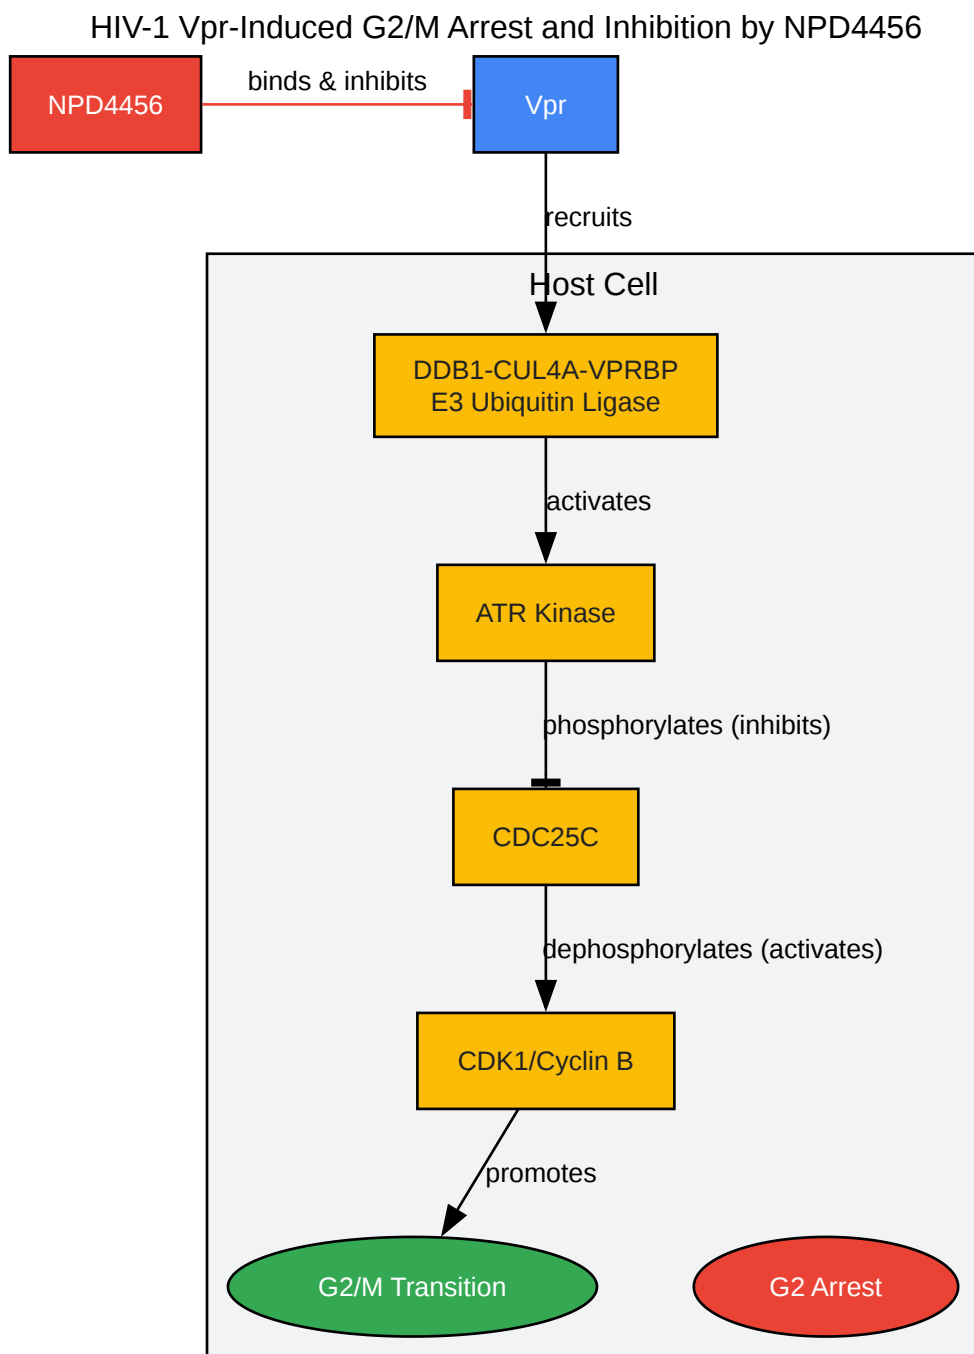 HIV-1 Vpr-Induced G2/M Arrest and Inhibition by NPD4456
NPD4456
binds & inhibits
Vpr
recruits
Host Cell
DDB1-CUL4A-VPRBP
E3 Ubiquitin Ligase
activates
ATR Kinase
phosphorylates (inhibits)
CDC25C
dephosphorylates (activates)
CDK1/Cyclin B
promotes
G2/M Transition
G2 Arrest